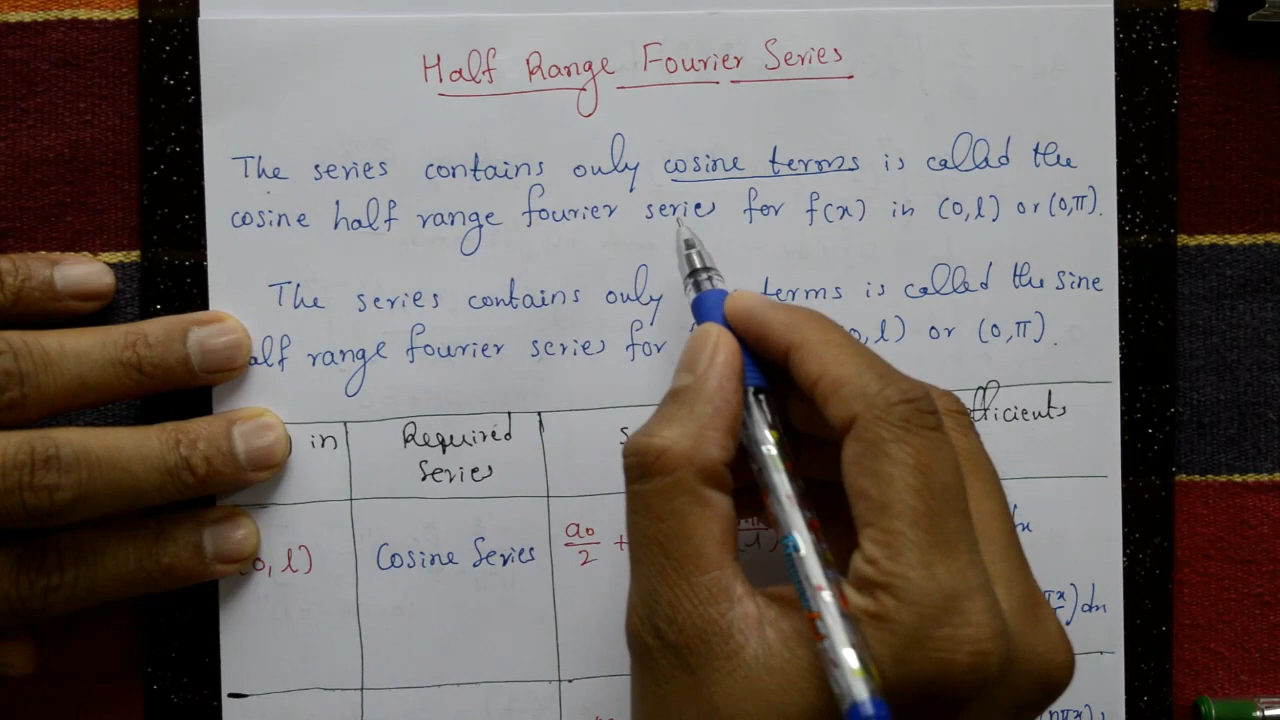 Half Range Fourier Series
The series contains only cosine terms is called the
cosine half range fourier series for f(x) in (0,l) or (0,π).
The series contains only terms is called the sine
half range fourier series for ,l) or (0,π).
in Required Series
(0,l) Cosine Series a0/2 +